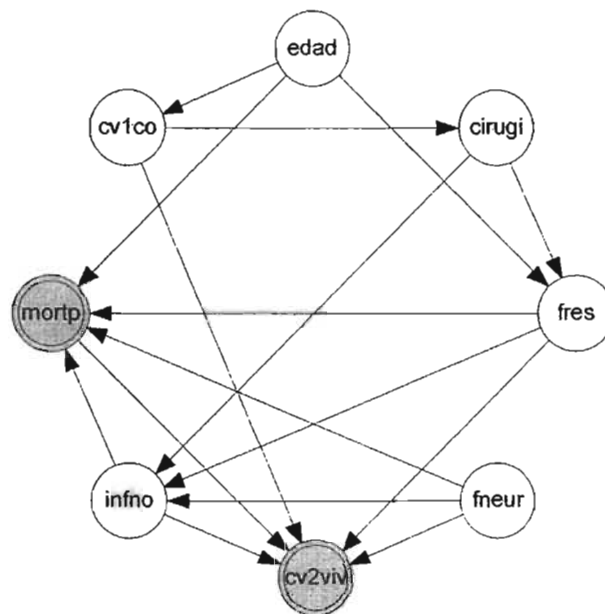 edad
cv1co
cirugi
mortp
fres
infno
fneur
cv2vivi